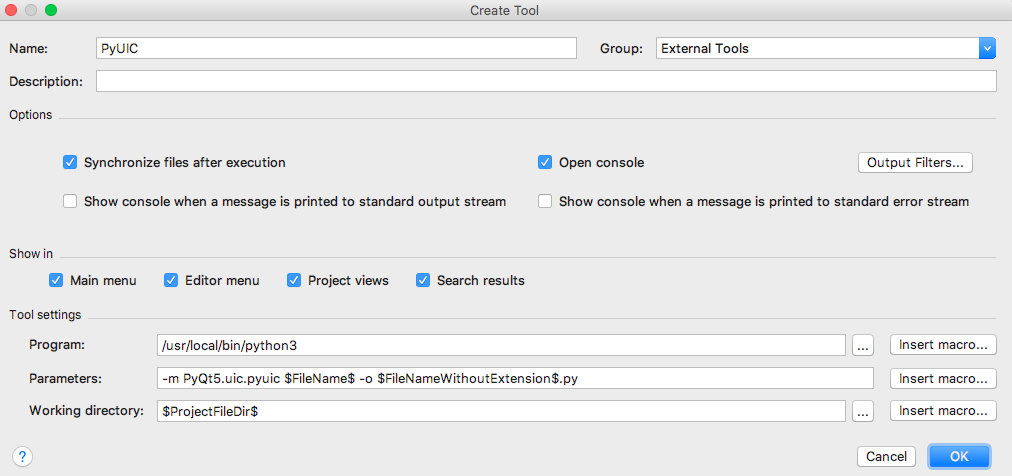 Create Tool
Name: PyUIC Group: External Tools
Description:
Options
Synchronize files after execution Open console Output Filters...
Show console when a message is printed to standard output stream Show console when a message is printed to standard error stream
Show in
Main menu Editor menu Project views Search results
Tool settings
Program: /usr/local/bin/python3 ... Insert macro...
Parameters: -m PyQt5.uic.pyuic $FileName$ -o $FileNameWithoutExtension$.py Insert macro...
Working directory: $ProjectFileDir$ ... Insert macro...
? Cancel OK